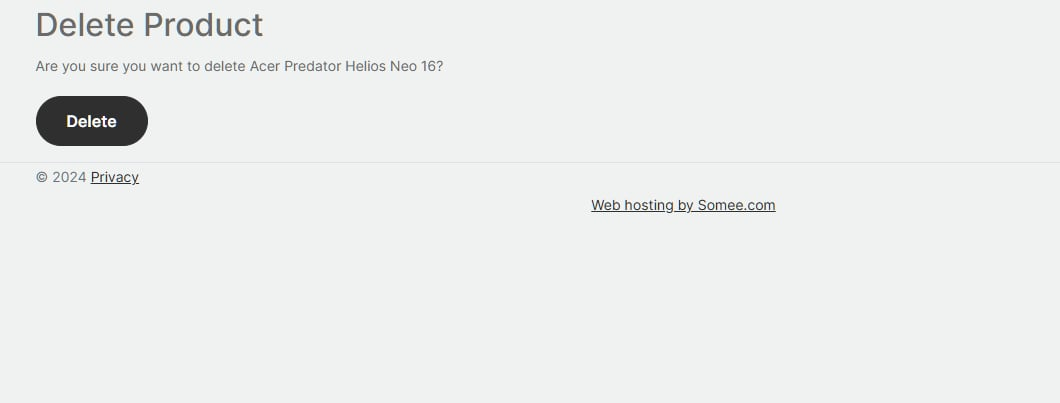 Delete Product
Are you sure you want to delete Acer Predator Helios Neo 16?
Delete
© 2024 Privacy
Web hosting by Somee.com